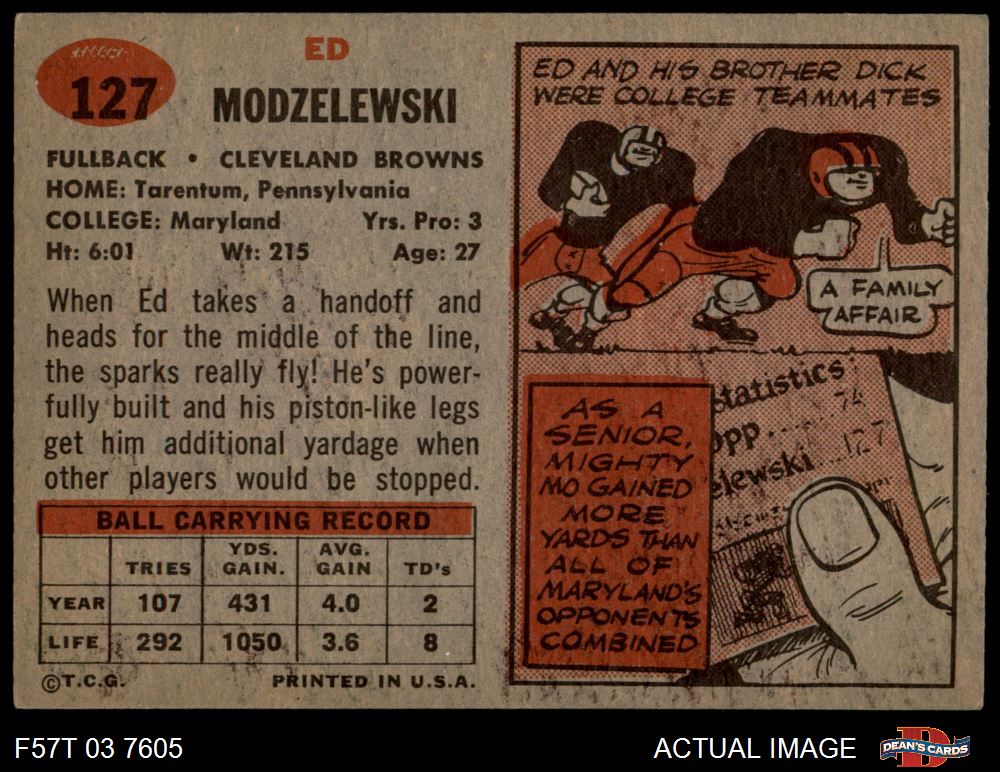 127
ED
MODZELEWSKI
FULLBACK • CLEVELAND BROWNS
HOME: Tarentum, Pennsylvania
COLLEGE: Maryland Yrs. Pro: 3
Ht: 6:01 Wt: 215 Age: 27
When Ed takes a handoff and
heads for the middle of the line,
the sparks really fly! He's power-
fully built and his piston-like legs
get him additional yardage when
other players would be stopped.
BALL CARRYING RECORD
TRIES YDS. GAIN. AVG. GAIN TD's
YEAR 107 431 4.0 2
LIFE 292 1050 3.6 8
©T.C.G. PRINTED IN U.S.A.
ED AND HIS BROTHER DICK
WERE COLLEGE TEAMMATES
A FAMILY
AFFAIR
AS A
SENIOR,
MIGHTY
MO GAINED
MORE
YARDS THAN
ALL OF
MARYLAND'S
OPPONENTS
COMBINED
Statistics
74
opp....
elewski ...127
F57T 03 7605 ACTUAL IMAGE DEAN'S CARDS